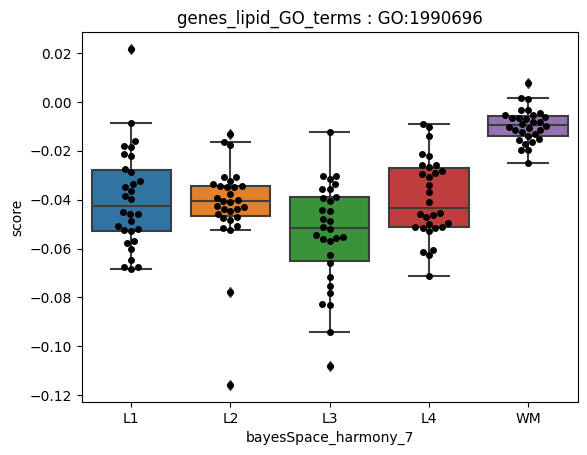 genes_lipid_GO_terms : GO:1990696
score
0.02
0.00
−0.02
−0.04
−0.06
−0.08
−0.10
−0.12
L1 L2 L3 L4 WM
bayesSpace_harmony_7